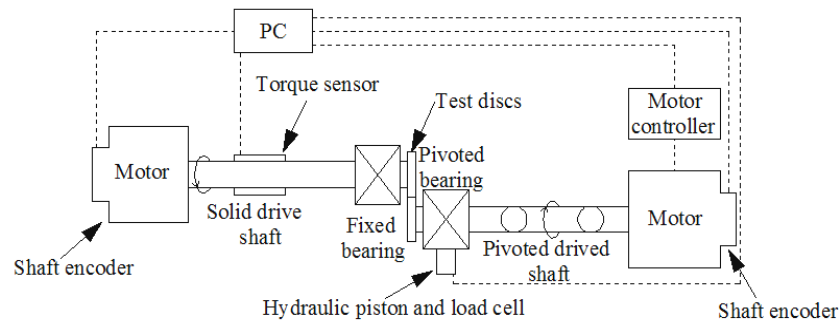 PC
Torque sensor
Test discs
Motor
controller
Motor
Pivoted
bearing
Solid drive
shaft
Fixed
bearing
Pivoted drived
shaft
Motor
Shaft encoder
Hydraulic piston and load cell
Shaft encoder